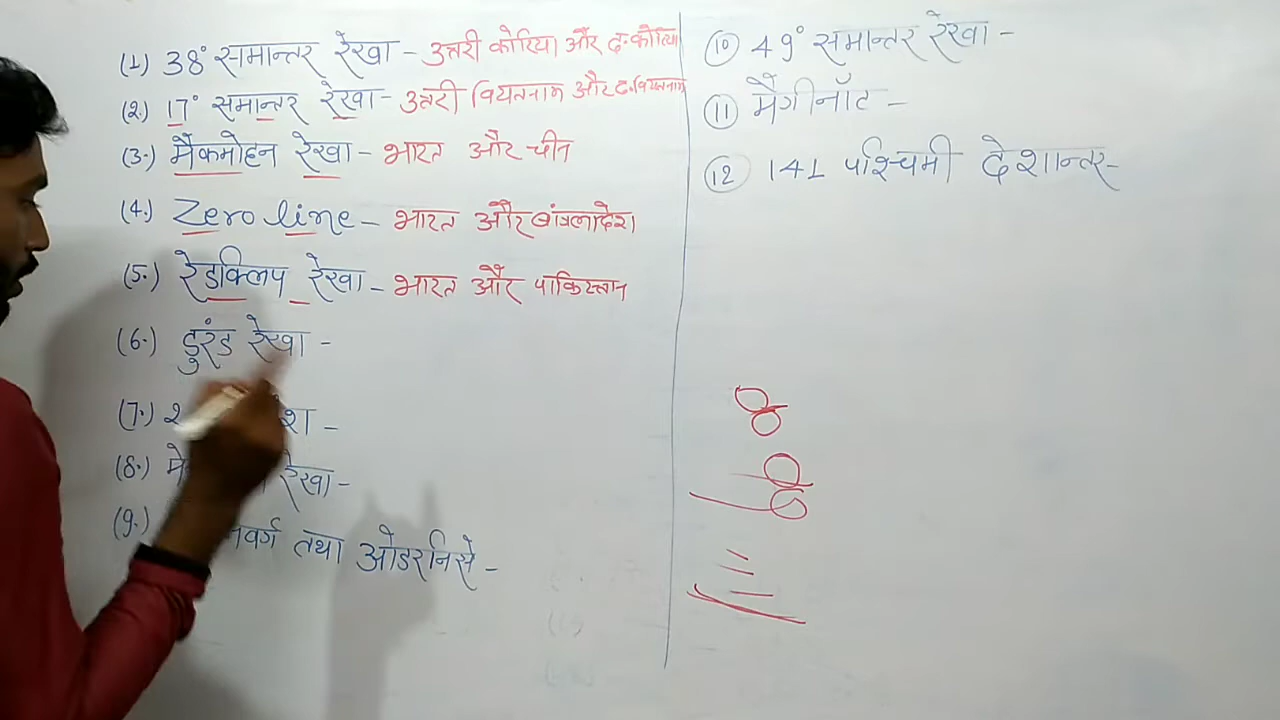 (1) 38° समान्तर रेखा - उत्तरी कोरिया और द. कोरिया
(2.) 17° समान्तर रेखा - उत्तरी वियतनाम और द. वियतनाम
(3.) मैकमोहन रेखा - भारत और चीन
(4.) Zero line - भारत और बांग्लादेश
(5.) रेडक्लिप रेखा - भारत और पाकिस्तान
(6.) डुरंड रेखा -
(7.)
(8.) रेखा -
(9.) तथा ओडरनिसे -
(10) 49° समान्तर रेखा -
(11) मैगीनॉट -
(12) 141 पश्चिमी देशान्तर -